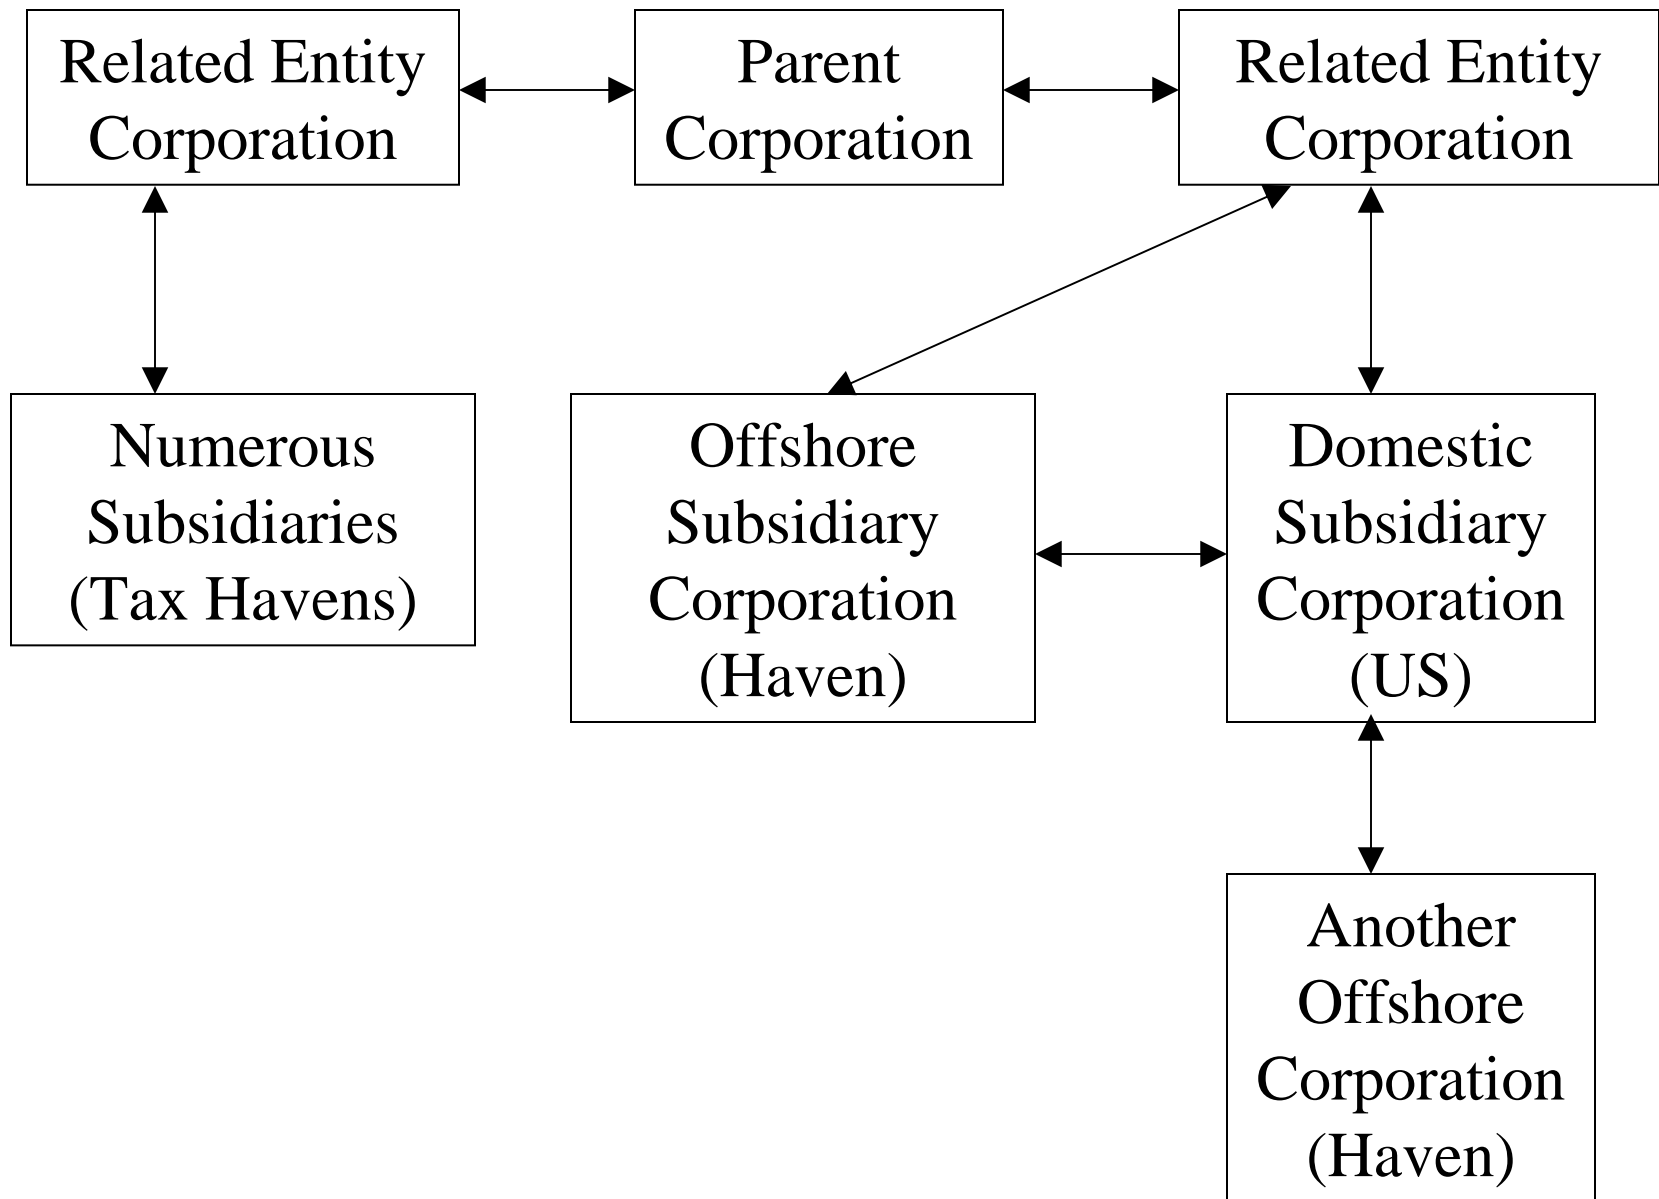 Related Entity
Corporation
Parent
Corporation
Related Entity
Corporation
Numerous
Subsidiaries
(Tax Havens)
Offshore
Subsidiary
Corporation
(Haven)
Domestic
Subsidiary
Corporation
(US)
Another
Offshore
Corporation
(Haven)